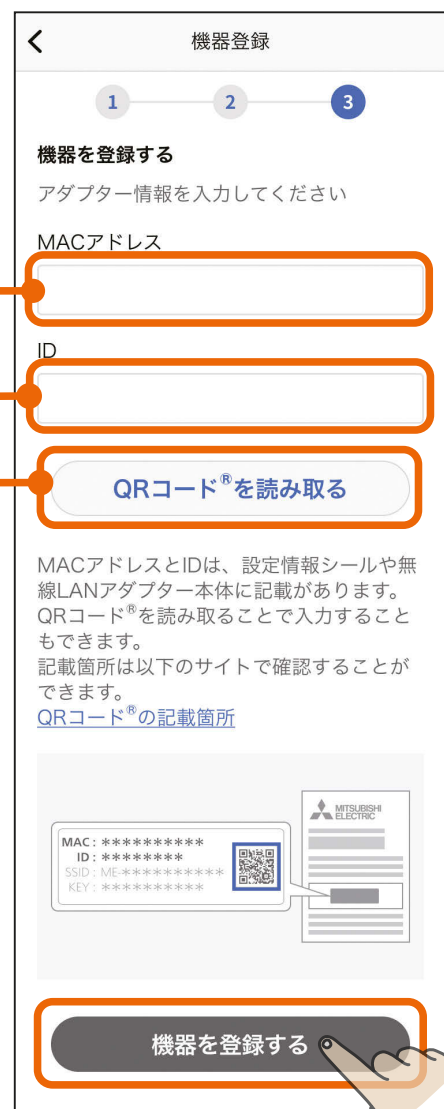 機器登録
1 2 3
機器を登録する
アダプター情報を入力してください
MACアドレス
ID
QRコード®を読み取る
MACアドレスとIDは、設定情報シールや無
線LANアダプター本体に記載があります。
QRコード®を読み取ることで入力すること
もできます。
記載箇所は以下のサイトで確認することが
できます。
QRコード®の記載箇所
MITSUBISHI
ELECTRIC
MAC: **********
ID: ********
SSID: ME-**********
KEY: **********
機器を登録する